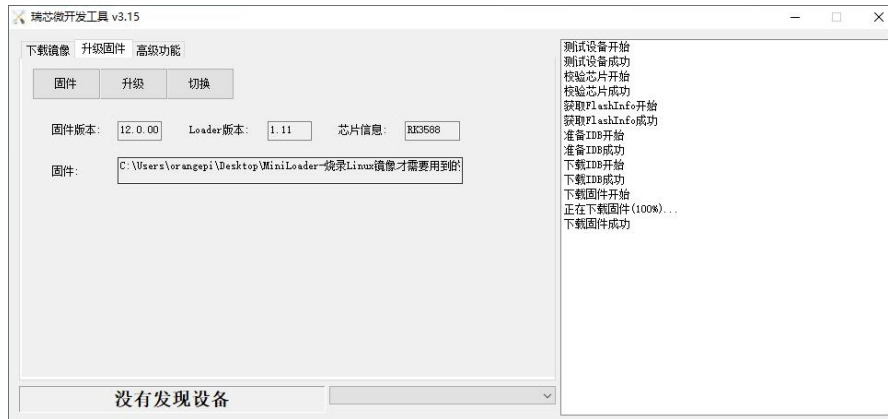 瑞芯微开发工具 v3.15
下载镜像 升级固件 高级功能
固件 升级 切换
固件版本: 12.0.00 Loader版本: 1.11 芯片信息: RK3588
固件: C:\Users\orangepi\Desktop\MiniLoader-烧录Linux镜像才需要用到的
没有发现设备
测试设备开始
测试设备成功
校验芯片开始
校验芯片成功
获取FlashInfo开始
获取FlashInfo成功
准备IDB开始
准备IDB成功
下载IDB开始
下载IDB成功
下载固件开始
正在下载固件(100%)...
下载固件成功